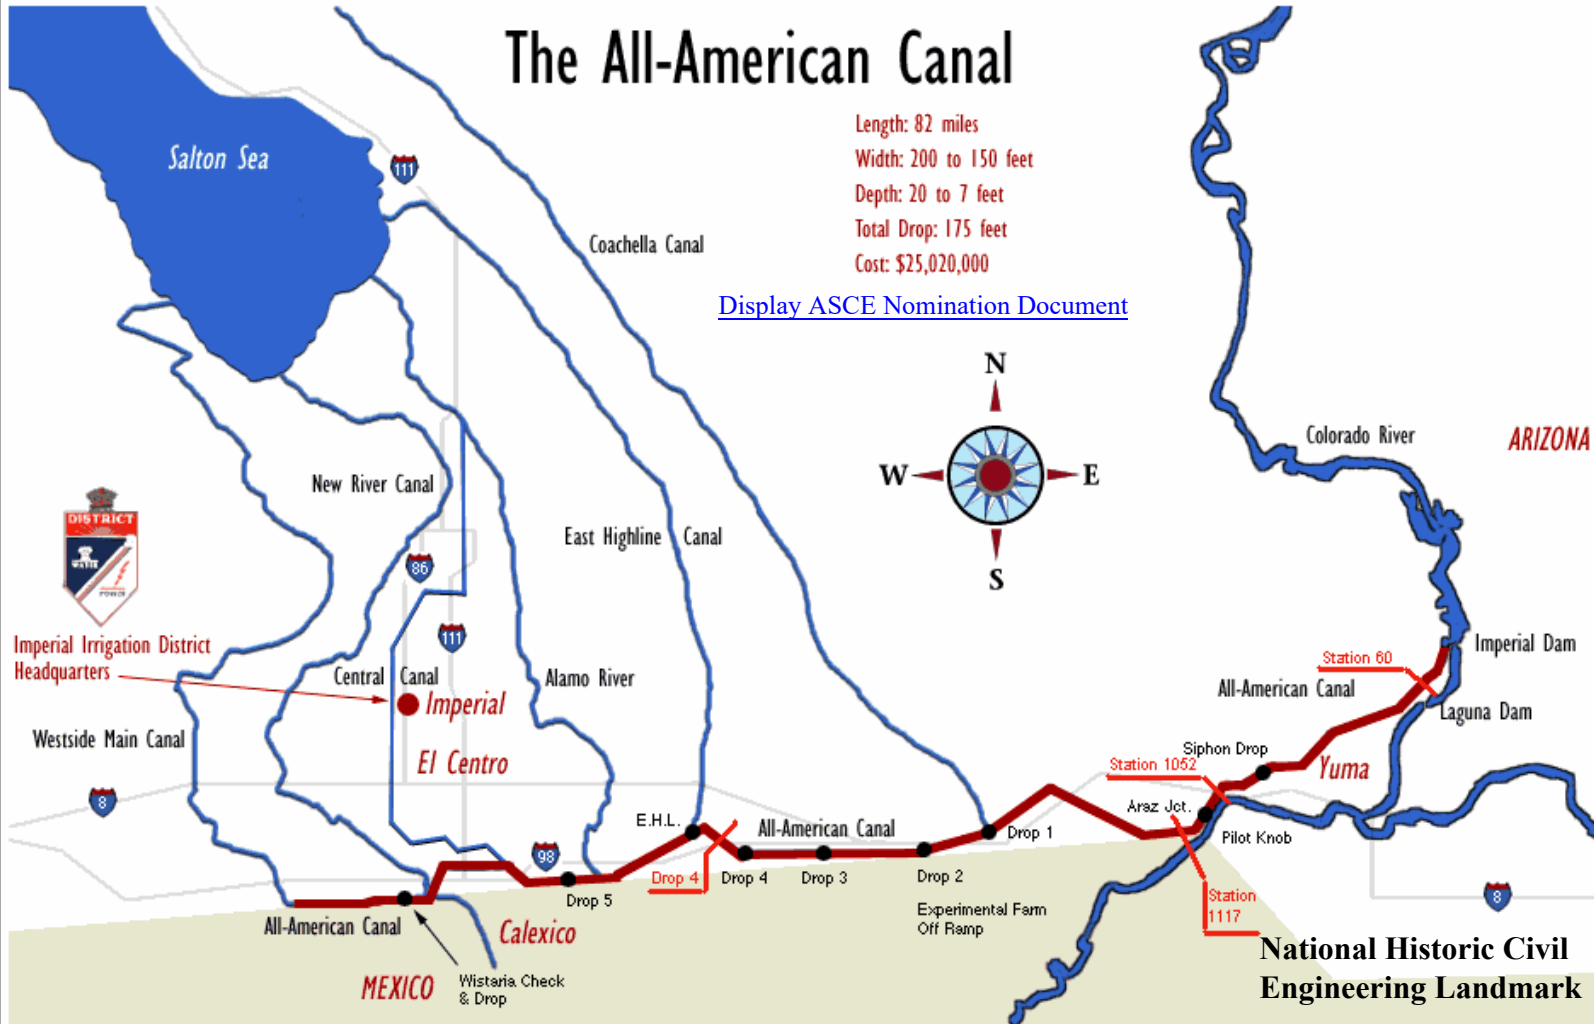 The All-American Canal
Length: 82 miles
Width: 200 to 150 feet
Depth: 20 to 7 feet
Total Drop: 175 feet
Cost: $25,020,000
Display ASCE Nomination Document
Salton Sea
111
Coachella Canal
N
W
E
S
Colorado River
ARIZONA
New River Canal
East Highline Canal
DISTRICT
WATER
POWER
86
111
Imperial Irrigation District
Headquarters
Central Canal
Imperial
Alamo River
Imperial Dam
Station 60
All-American Canal
Laguna Dam
Westside Main Canal
El Centro
Siphon Drop
Station 1052
Yuma
8
Araz Jct.
Pilot Knob
E.H.L.
All-American Canal
Drop 1
98
Drop 4
Drop 4
Drop 3
Drop 2
Drop 5
Experimental Farm
Off Ramp
Station
1117
8
All-American Canal
Calexico
MEXICO
Wistaria Check
& Drop
National Historic Civil
Engineering Landmark